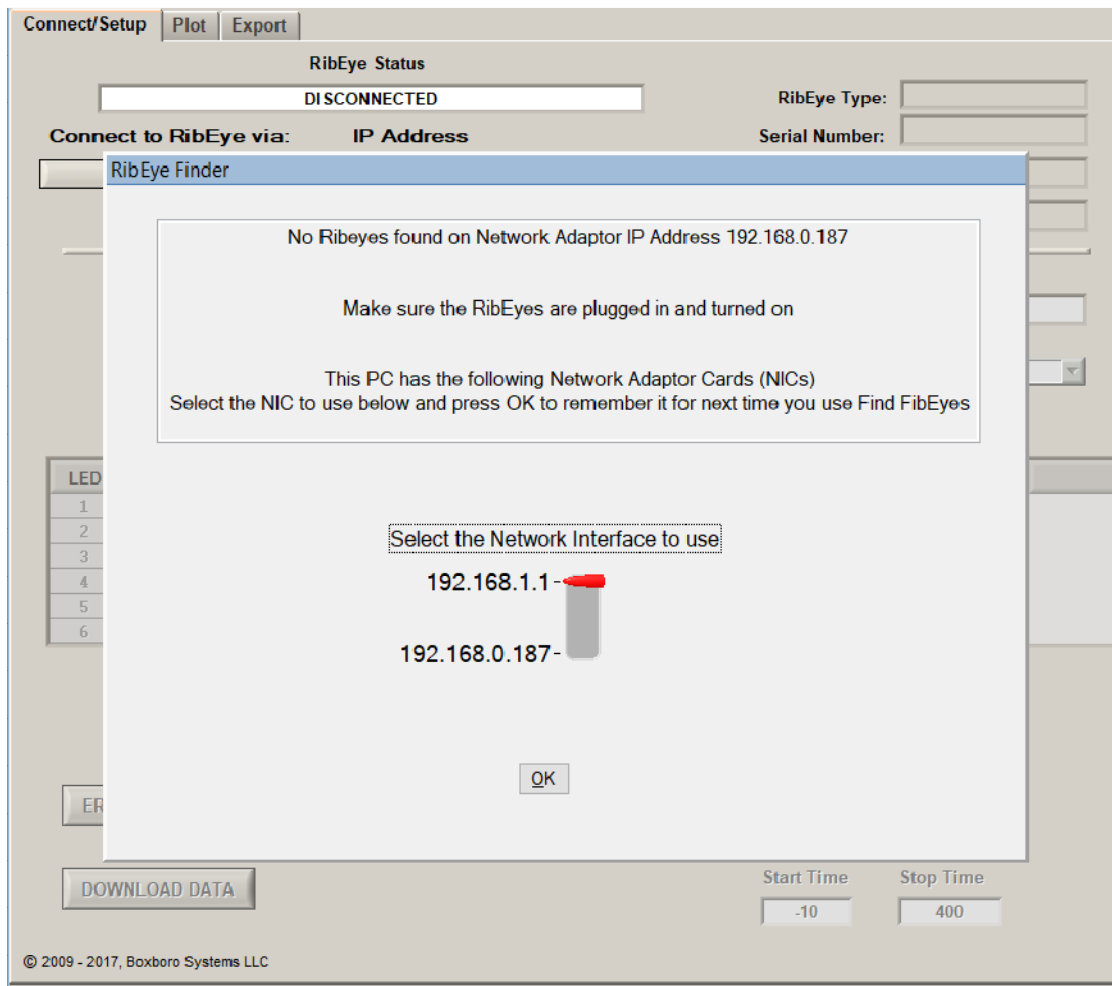 Connect/Setup Plot Export
RibEye Status
DISCONNECTED
RibEye Type:
Connect to RibEye via: IP Address
Serial Number:
RibEye Finder
No Ribeyes found on Network Adaptor IP Address 192.168.0.187
Make sure the RibEyes are plugged in and turned on
This PC has the following Network Adaptor Cards (NICs)
Select the NIC to use below and press OK to remember it for next time you use Find FibEyes
LED
1
2
3
4
5
6
Select the Network Interface to use
192.168.1.1
192.168.0.187
OK
ER
DOWNLOAD DATA
Start Time Stop Time
-10 400
© 2009 - 2017, Boxboro Systems LLC